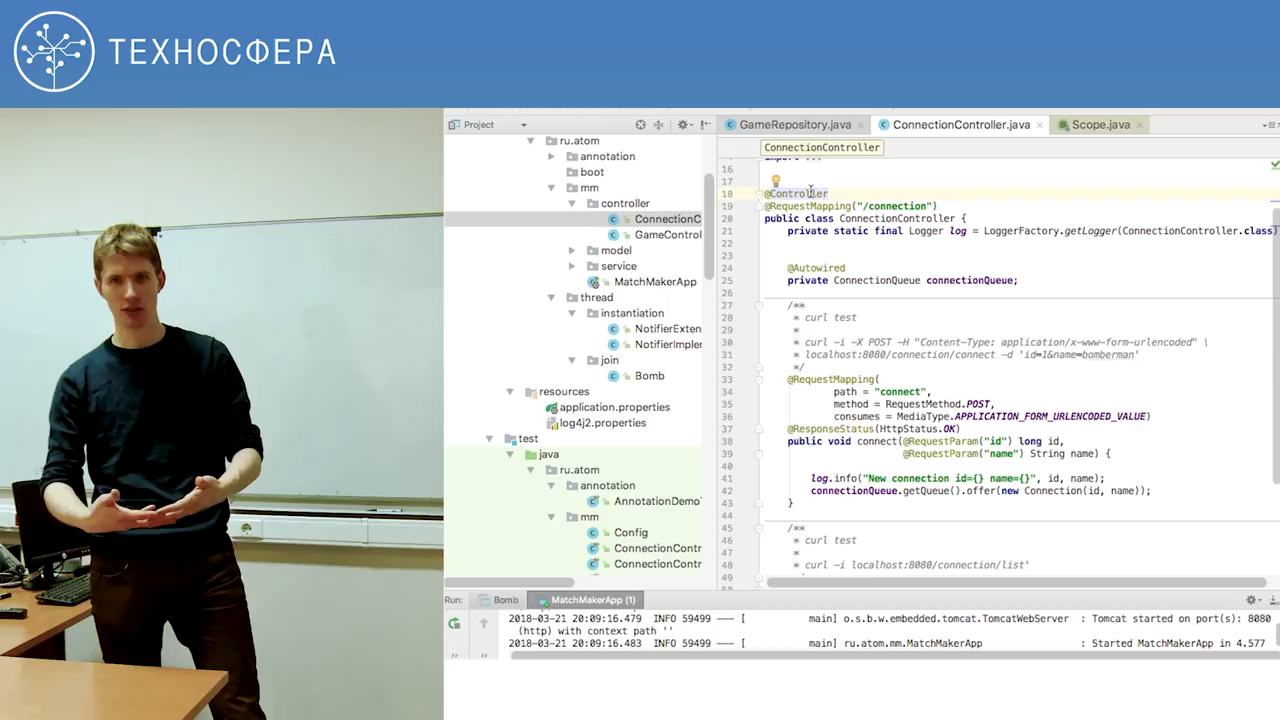 ТЕХНОСФЕРА
Project
GameRepository.java
ConnectionController.java
Scope.java
ConnectionController
ru.atom
annotation
boot
mm
controller
ConnectionC
GameControl
model
service
MatchMakerApp
thread
instantiation
NotifierExten
NotifierImpler
join
Bomb
resources
application.properties
log4j2.properties
test
java
ru.atom
annotation
AnnotationDemo
mm
Config
ConnectionContr
ConnectionContr
16
17
18 @Controller
19 @RequestMapping("/connection")
20 public class ConnectionController {
21 private static final Logger log = LoggerFactory.getLogger(ConnectionController.class)
22
23
24 @Autowired
25 private ConnectionQueue connectionQueue;
26
27 /**
28 * curl test
29 *
30 * curl -i -X POST -H "Content-Type: application/x-www-form-urlencoded" \
31 * localhost:8080/connection/connect -d 'id=1&name=bomberman'
32 */
33 @RequestMapping(
34 path = "connect",
35 method = RequestMethod.POST,
36 consumes = MediaType.APPLICATION_FORM_URLENCODED_VALUE)
37 @ResponseStatus(HttpStatus.OK)
38 public void connect(@RequestParam("id") long id,
39 @RequestParam("name") String name) {
40
41 log.info("New connection id={} name={}", id, name);
42 connectionQueue.getQueue().offer(new Connection(id, name));
43 }
44
45 /**
46 * curl test
47 *
48 * curl -i localhost:8080/connection/list'
49
Run: Bomb MatchMakerApp (1)
2018-03-21 20:09:16.479 INFO 59499 --- [ main] o.s.b.w.embedded.tomcat.TomcatWebServer : Tomcat started on port(s): 8080
(http) with context path ''
2018-03-21 20:09:16.483 INFO 59499 --- [ main] ru.atom.mm.MatchMakerApp : Started MatchMakerApp in 4.577